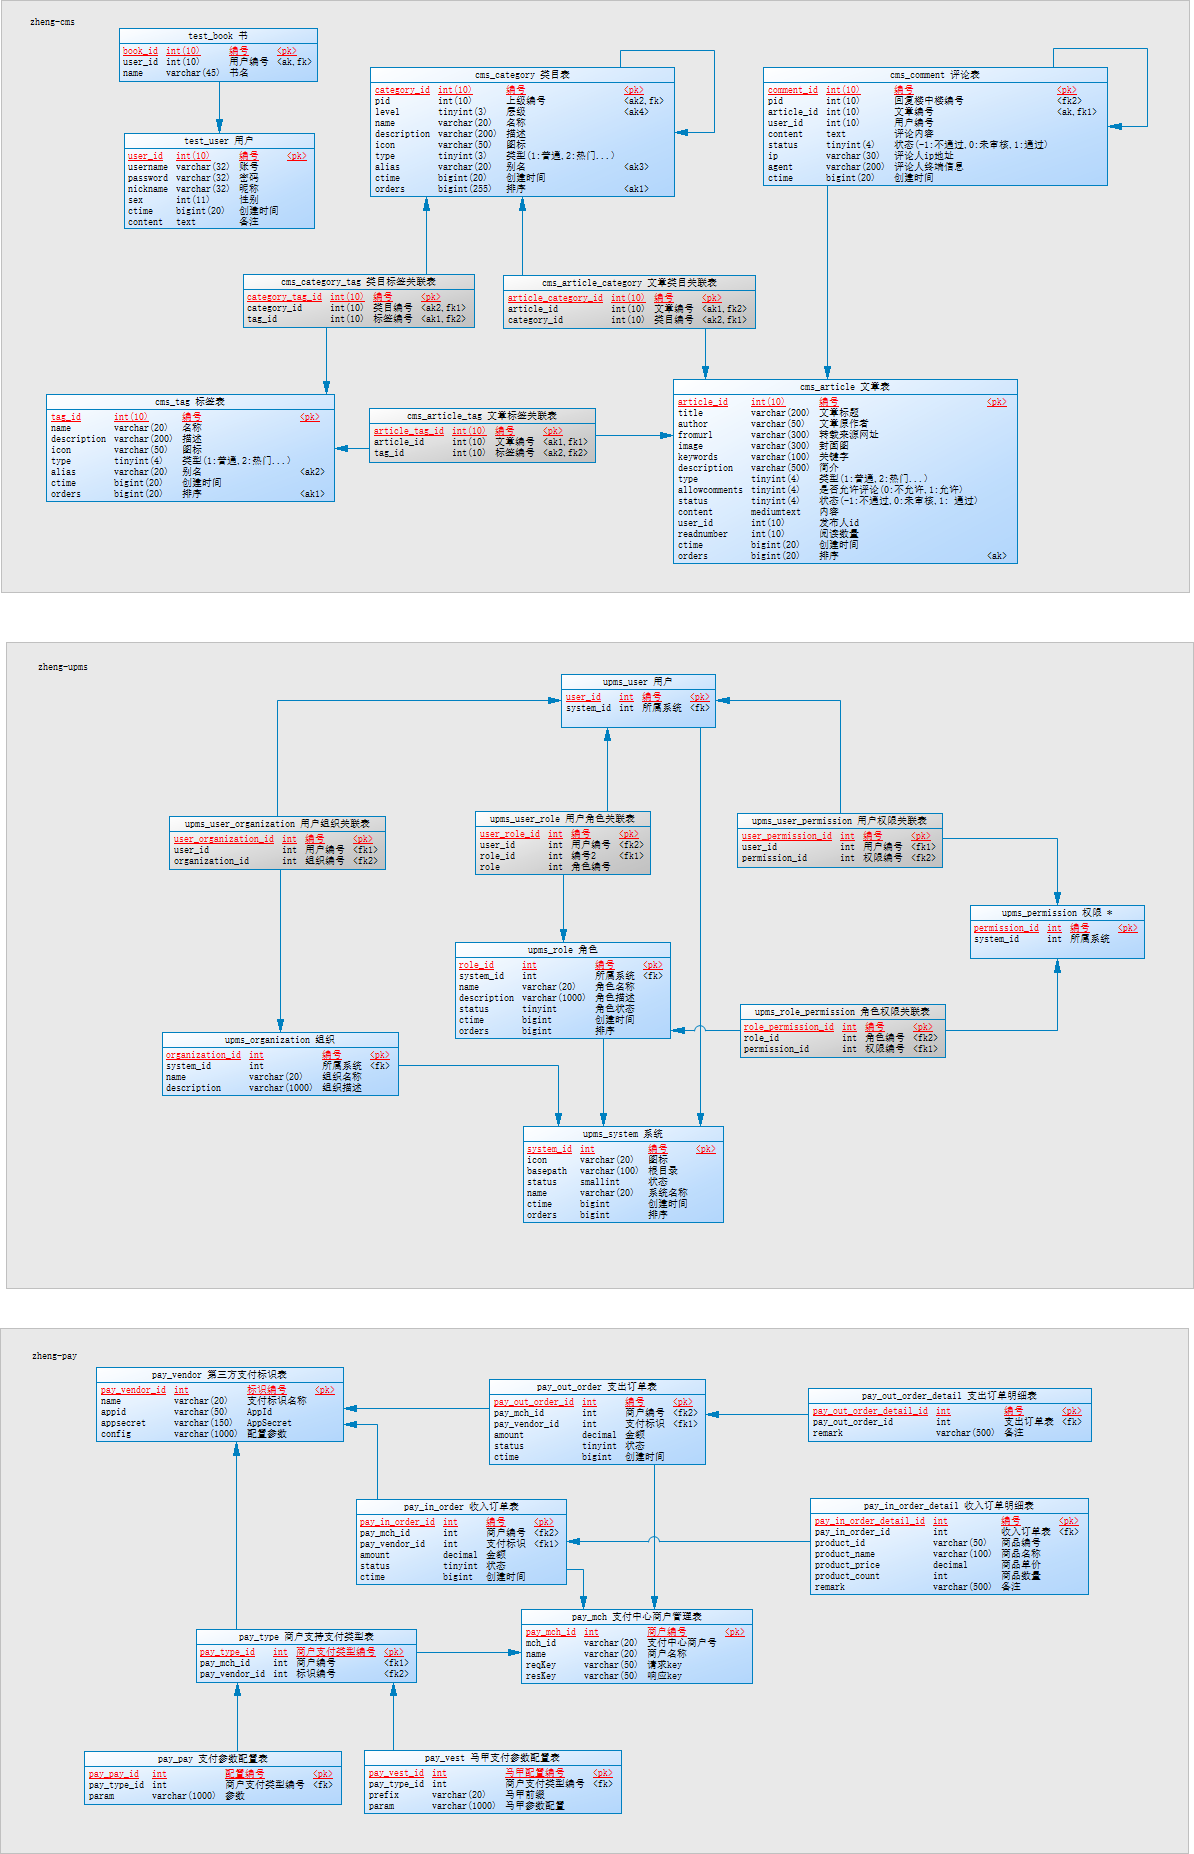 zheng-cms
test_book 书
book_id int(10) 编号 <pk>
user_id int(10) 用户编号 <ak,fk>
name varchar(45) 书名
test_user 用户
user_id int(10) 编号 <pk>
username varchar(32) 账号
password varchar(32) 密码
nickname varchar(32) 昵称
sex int(11) 性别
ctime bigint(20) 创建时间
content text 备注
cms_category 类目表
category_id int(10) 编号 <pk>
pid int(10) 上级编号 <ak2,fk>
level tinyint(3) 层级 <ak4>
name varchar(20) 名称
description varchar(200) 描述
icon varchar(50) 图标
type tinyint(3) 类型(1:普通,2:热门...)
alias varchar(20) 别名 <ak3>
ctime bigint(20) 创建时间
orders bigint(255) 排序 <ak1>
cms_comment 评论表
comment_id int(10) 编号 <pk>
pid int(10) 回复楼中楼编号 <fk2>
article_id int(10) 文章编号 <ak,fk1>
user_id int(10) 用户编号
content text 评论内容
status tinyint(4) 状态(-1:不通过,0:未审核,1:通过)
ip varchar(30) 评论人ip地址
agent varchar(200) 评论人终端信息
ctime bigint(20) 创建时间
cms_category_tag 类目标签关联表
category_tag_id int(10) 编号 <pk>
category_id int(10) 类目编号 <ak2,fk1>
tag_id int(10) 标签编号 <ak1,fk2>
cms_article_category 文章类目关联表
article_category_id int(10) 编号 <pk>
article_id int(10) 文章编号 <ak1,fk2>
category_id int(10) 类目编号 <ak2,fk1>
cms_tag 标签表
tag_id int(10) 编号 <pk>
name varchar(20) 名称
description varchar(200) 描述
icon varchar(50) 图标
type tinyint(4) 类型(1:普通,2:热门...)
alias varchar(20) 别名 <ak2>
ctime bigint(20) 创建时间
orders bigint(20) 排序 <ak1>
cms_article_tag 文章标签关联表
article_tag_id int(10) 编号 <pk>
article_id int(10) 文章编号 <ak1,fk1>
tag_id int(10) 标签编号 <ak2,fk2>
cms_article 文章表
article_id int(10) 编号 <pk>
title varchar(200) 文章标题
author varchar(50) 文章原作者
fromurl varchar(300) 转载来源网址
image varchar(300) 封面图
keywords varchar(100) 关键字
description varchar(500) 简介
type tinyint(4) 类型(1:普通,2:热门...)
allowcomments tinyint(4) 是否允许评论(0:不允许,1:允许)
status tinyint(4) 状态(-1:不通过,0:未审核,1: 通过)
content mediumtext 内容
user_id int(10) 发布人id
readnumber int(10) 阅读数量
ctime bigint(20) 创建时间
orders bigint(20) 排序 <ak>
zheng-upms
upms_user 用户
user_id int 编号 <pk>
system_id int 所属系统 <fk>
upms_user_organization 用户组织关联表
user_organization_id int 编号 <pk>
user_id int 用户编号 <fk1>
organization_id int 组织编号 <fk2>
upms_user_role 用户角色关联表
user_role_id int 编号 <pk>
user_id int 用户编号 <fk2>
role_id int 编号2 <fk1>
role int 角色编号
upms_user_permission 用户权限关联表
user_permission_id int 编号 <pk>
user_id int 用户编号 <fk1>
permission_id int 权限编号 <fk2>
upms_permission 权限 *
permission_id int 编号 <pk>
system_id int 所属系统
upms_role 角色
role_id int 编号 <pk>
system_id int 所属系统 <fk>
name varchar(20) 角色名称
description varchar(1000) 角色描述
status tinyint 角色状态
ctime bigint 创建时间
orders bigint 排序
upms_role_permission 角色权限关联表
role_permission_id int 编号 <pk>
role_id int 角色编号 <fk2>
permission_id int 权限编号 <fk1>
upms_organization 组织
organization_id int 编号 <pk>
system_id int 所属系统 <fk>
name varchar(20) 组织名称
description varchar(1000) 组织描述
upms_system 系统
system_id int 编号 <pk>
icon varchar(20) 图标
basepath varchar(100) 根目录
status smallint 状态
name varchar(20) 系统名称
ctime bigint 创建时间
orders bigint 排序
zheng-pay
pay_vendor 第三方支付标识表
pay_vendor_id int 标识编号 <pk>
name varchar(20) 支付标识名称
appid varchar(50) AppId
appsecret varchar(150) AppSecret
config varchar(1000) 配置参数
pay_out_order 支出订单表
pay_out_order_id int 编号 <pk>
pay_mch_id int 商户编号 <fk2>
pay_vendor_id int 支付标识 <fk1>
amount decimal 金额
status tinyint 状态
ctime bigint 创建时间
pay_out_order_detail 支出订单明细表
pay_out_order_detail_id int 编号 <pk>
pay_out_order_id int 支出订单表 <fk>
remark varchar(500) 备注
pay_in_order 收入订单表
pay_in_order_id int 编号 <pk>
pay_mch_id int 商户编号 <fk2>
pay_vendor_id int 支付标识 <fk1>
amount decimal 金额
status tinyint 状态
ctime bigint 创建时间
pay_in_order_detail 收入订单明细表
pay_in_order_detail_id int 编号 <pk>
pay_in_order_id int 收入订单表 <fk>
product_id varchar(50) 商品编号
product_name varchar(100) 商品名称
product_price decimal 商品单价
product_count int 商品数量
remark varchar(500) 备注
pay_mch 支付中心商户管理表
pay_mch_id int 商户编号 <pk>
mch_id varchar(20) 支付中心商户号
name varchar(20) 商户名称
reqKey varchar(50) 请求key
resKey varchar(50) 响应key
pay_type 商户支持支付类型表
pay_type_id int 商户支付类型编号 <pk>
pay_mch_id int 商户编号 <fk1>
pay_vendor_id int 标识编号 <fk2>
pay_pay 支付参数配置表
pay_pay_id int 配置编号 <pk>
pay_type_id int 商户支付类型编号 <fk>
param varchar(1000) 参数
pay_vest 马甲支付参数配置表
pay_vest_id int 马甲配置编号 <pk>
pay_type_id int 商户支付类型编号 <fk>
prefix varchar(20) 马甲前缀
param varchar(1000) 马甲参数配置